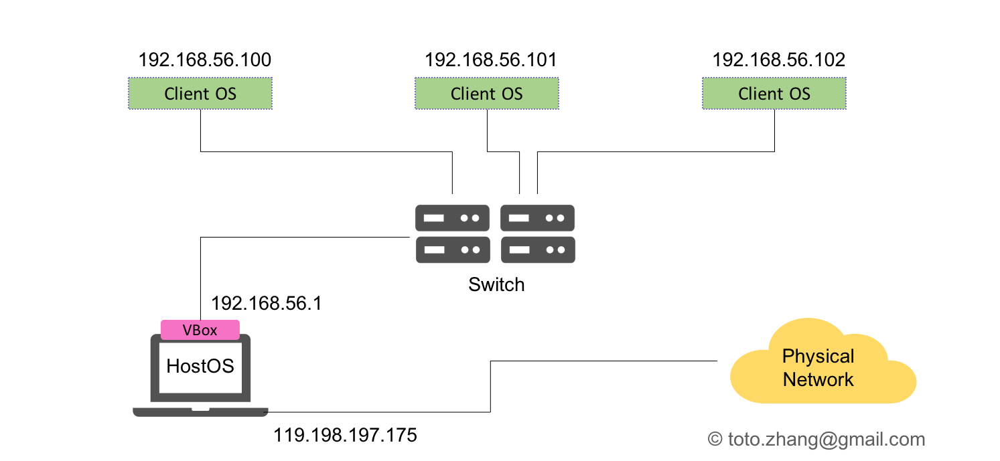 192.168.56.100
192.168.56.101
192.168.56.102
Client OS
Client OS
Client OS
Switch
192.168.56.1
VBox
HostOS
Physical
Network
119.198.197.175
© toto.zhang@gmail.com